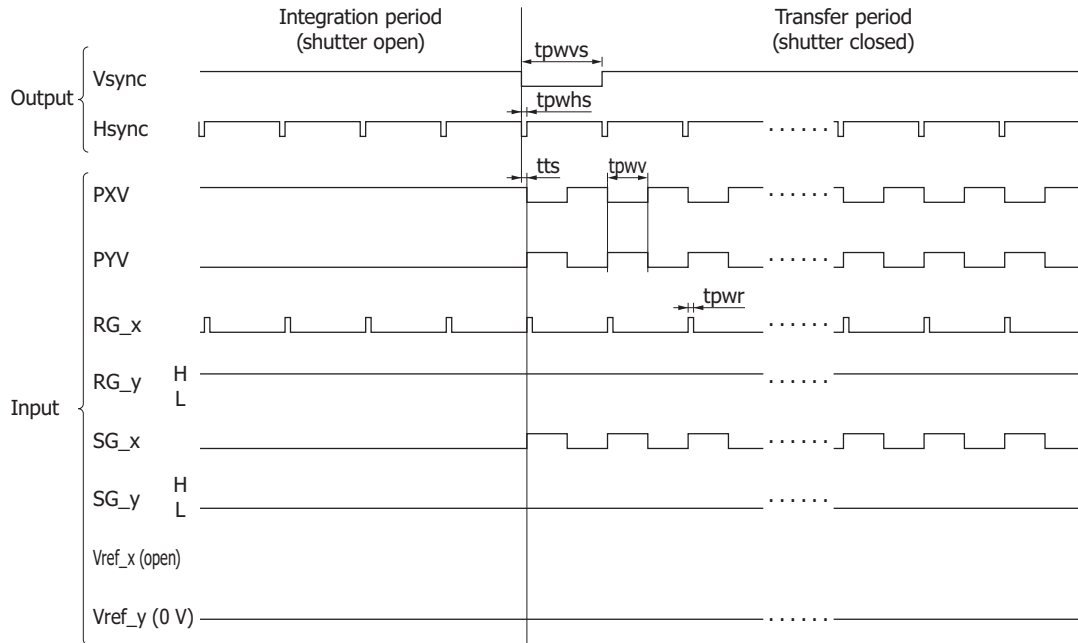 Integration period
(shutter open)
Transfer period
(shutter closed)
tpwvs
Vsync
Output
tpwhs
Hsync
......
tts
tpwv
PXV
......
PYV
......
tpwr
RG_x
......
RG_y H
L
......
Input
SG_x
......
SG_y H
L
......
Vref_x (open)
Vref_y (0 V)
......